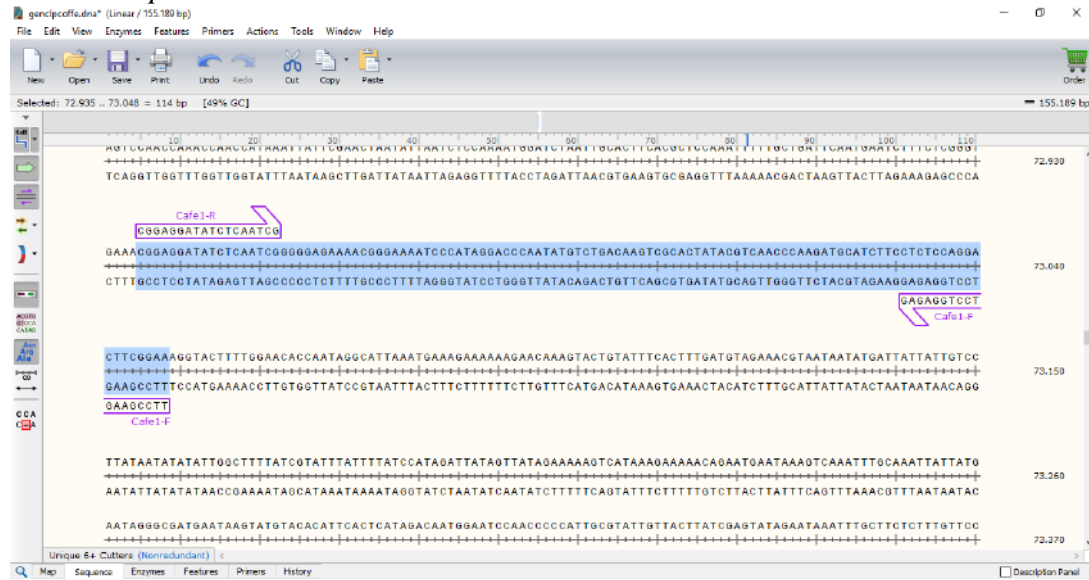 genclpcoffe.dna* (Linear / 155.189 bp)
File Edit View Enzymes Features Primers Actions Tools Window Help
New Open Save Print Undo Redo Cut Copy Paste Order
Selected: 72.935 .. 73.048 = 114 bp [49% GC] 155.189 bp
10 20 30 40 50 60 70 80 90 100 110
72.930
TCAGGTTGGTTTGGTTGGTATTTAATAAGCTTGATTATAATTAGAGGTTTTACCTAGATTAACGTGAAGTGCGAGGTTTAAAAACGACTAAGTTACTTAGAAAGAGCCCA
Cafe1-R
CGGAGGATATCTCAATCG
GAAACGGAGGATATCTCAATCGGGGGAGAAAACGGGAAAATCCCATAGGACCCAATATGTCTGACAAGTCGCACTATACGTCAACCCAAGATGCATCTTCCTCTCCAGGA
73.040
CTTTGCCTCCTATAGAGTTAGCCCCCTCTTTTGCCCTTTTAGGGTATCCTGGGTTATACAGACTGTTCAGCGTGATATGCAGTTGGGTTCTACGTAGAAGGAGAGGTCCT
GAGAGGTCCT
Cafe1-F
CTTCGGAAAGGTACTTTTGGAACACCAATAGGCATTAAATGAAAGAAAAAAGAACAAAGTACTGTATTTCACTTTGATGTAGAAACGTAATAATATGATTATTATTGTCC
73.150
GAAGCCTTTCCATGAAAACCTTGTGGTTATCCGTAATTTACTTTCTTTTTTCTTGTTTCATGACATAAAGTGAAACTACATCTTTGCATTATTATACTAATAATAACAGG
GAAGCCTT
Cafe1-F
TTATAATATATATTGGCTTTTATCGTATTTATTTTATCCATAGATTATAGTTATAGAAAAAGTCATAAAGAAAAACAGAATGAATAAAGTCAAATTTGCAAATTATTATG
73.260
AATATTATATATAACCGAAAATAGCATAAATAAAATAGGTATCTAATATCAATATCTTTTTCAGTATTTCTTTTTGTCTTACTTATTTCAGTTTAAACGTTTAATAATAC
AATAGGGCGATGAATAAGTATGTACACATTCACTCATAGACAATGGAATCCAACCCCCATTGCGTATTGTTACTTATCGAGTATAGAATAAATTTGCTTCTCTTTGTTCC
73.370
Unique 6+ Cutters (Nonredundant)
Map Sequence Enzymes Features Primers History Description Panel